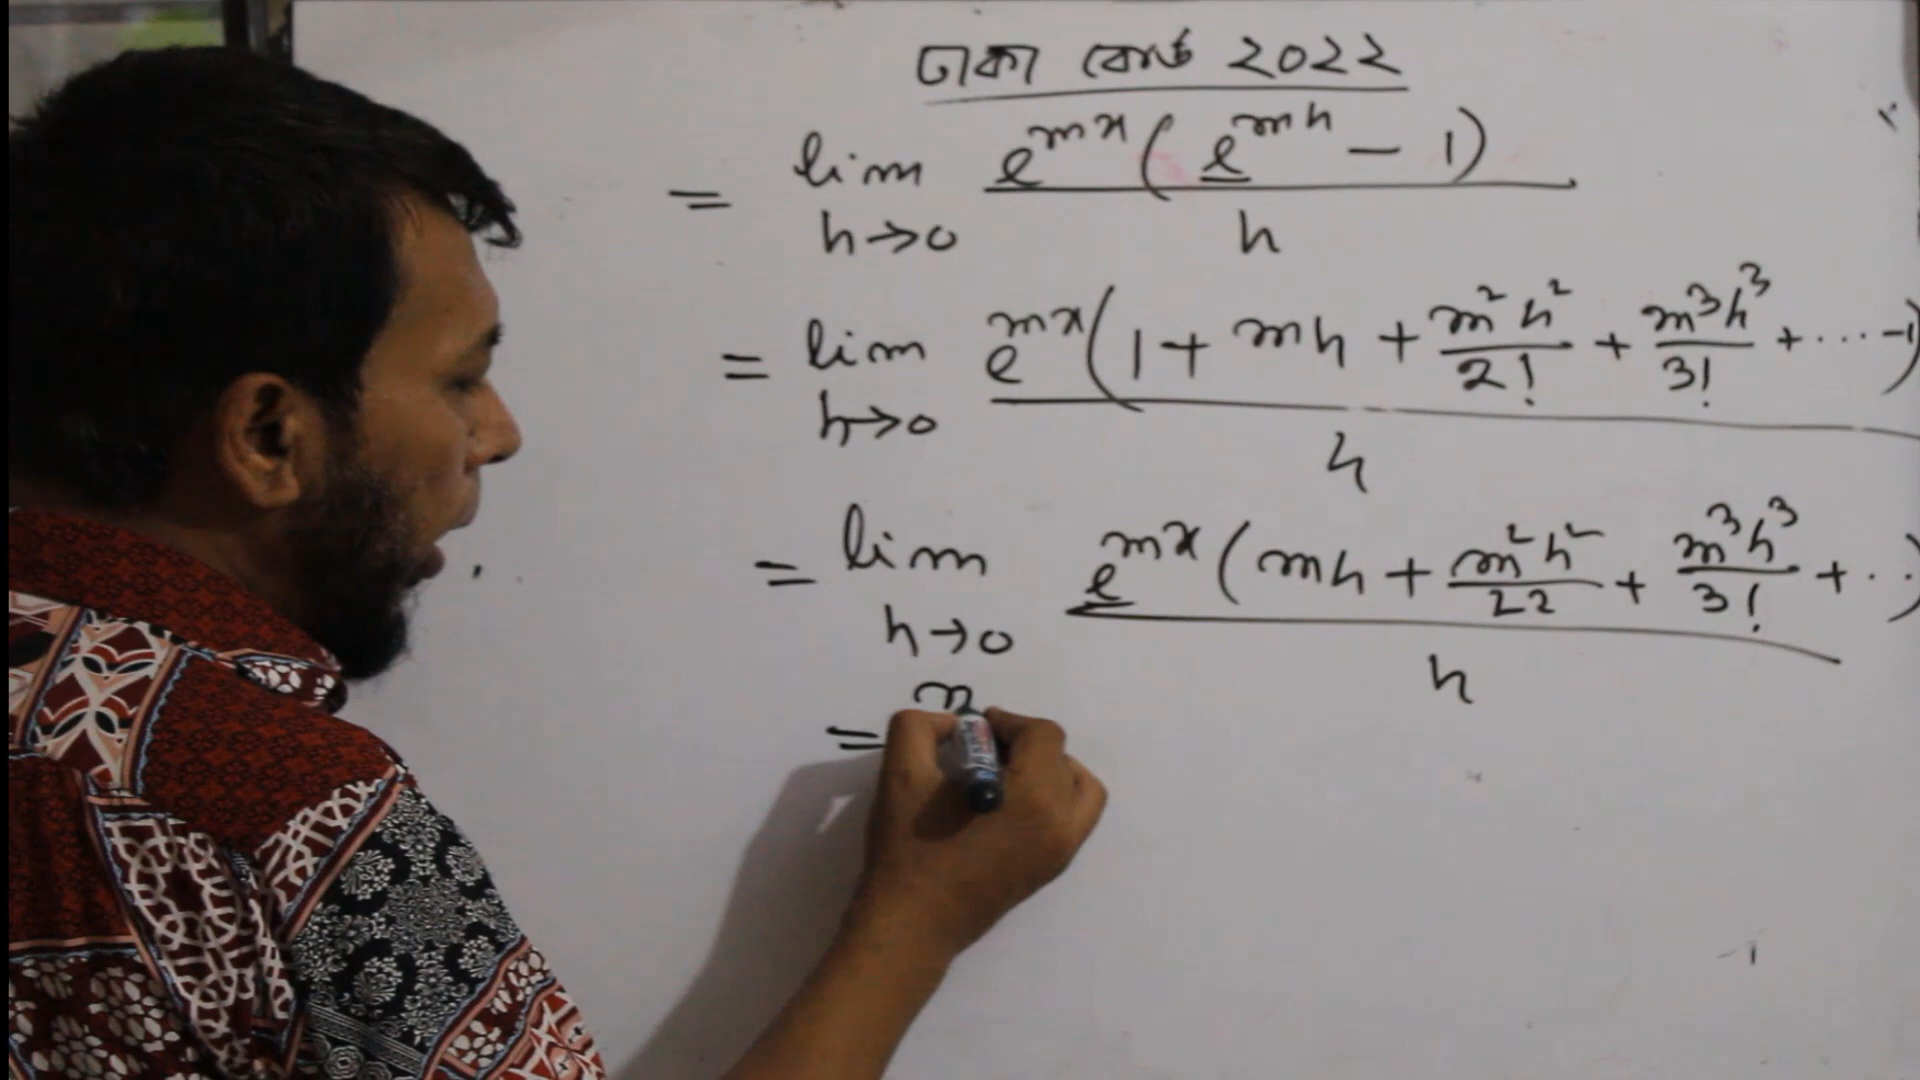 ঢাকা বোর্ড ২০২২
= lim h→0 e^mx(e^mh - 1) / h
= lim h→0 e^mx(1 + mh + m²h²/2! + m³h³/3! + .... -1) / h
= lim h→0 e^mx(mh + m²h²/22 + m³h³/3! + ..) / h
=